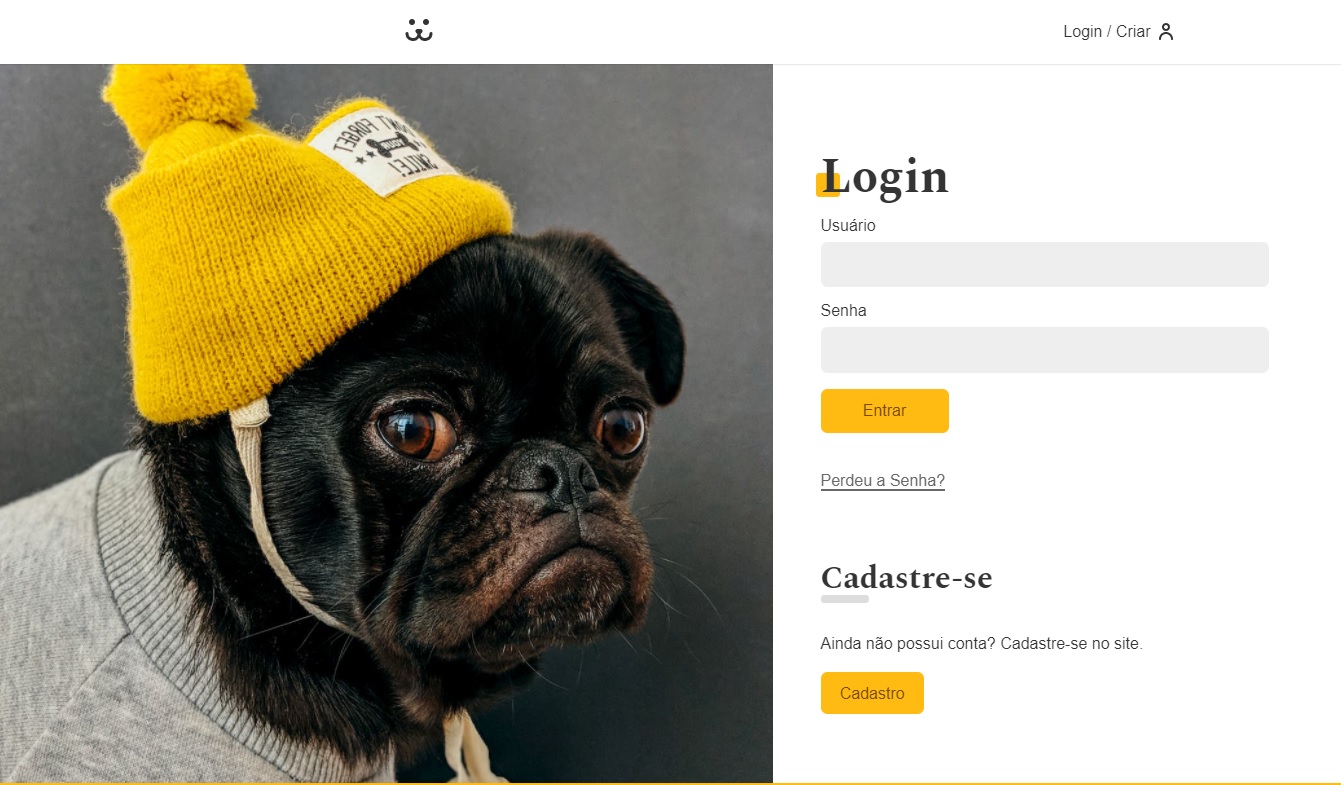 Login / Criar
DON'T FORGET
SMILE!
Login
Usuário
Senha
Entrar
Perdeu a Senha?
Cadastre-se
Ainda não possui conta? Cadastre-se no site.
Cadastro